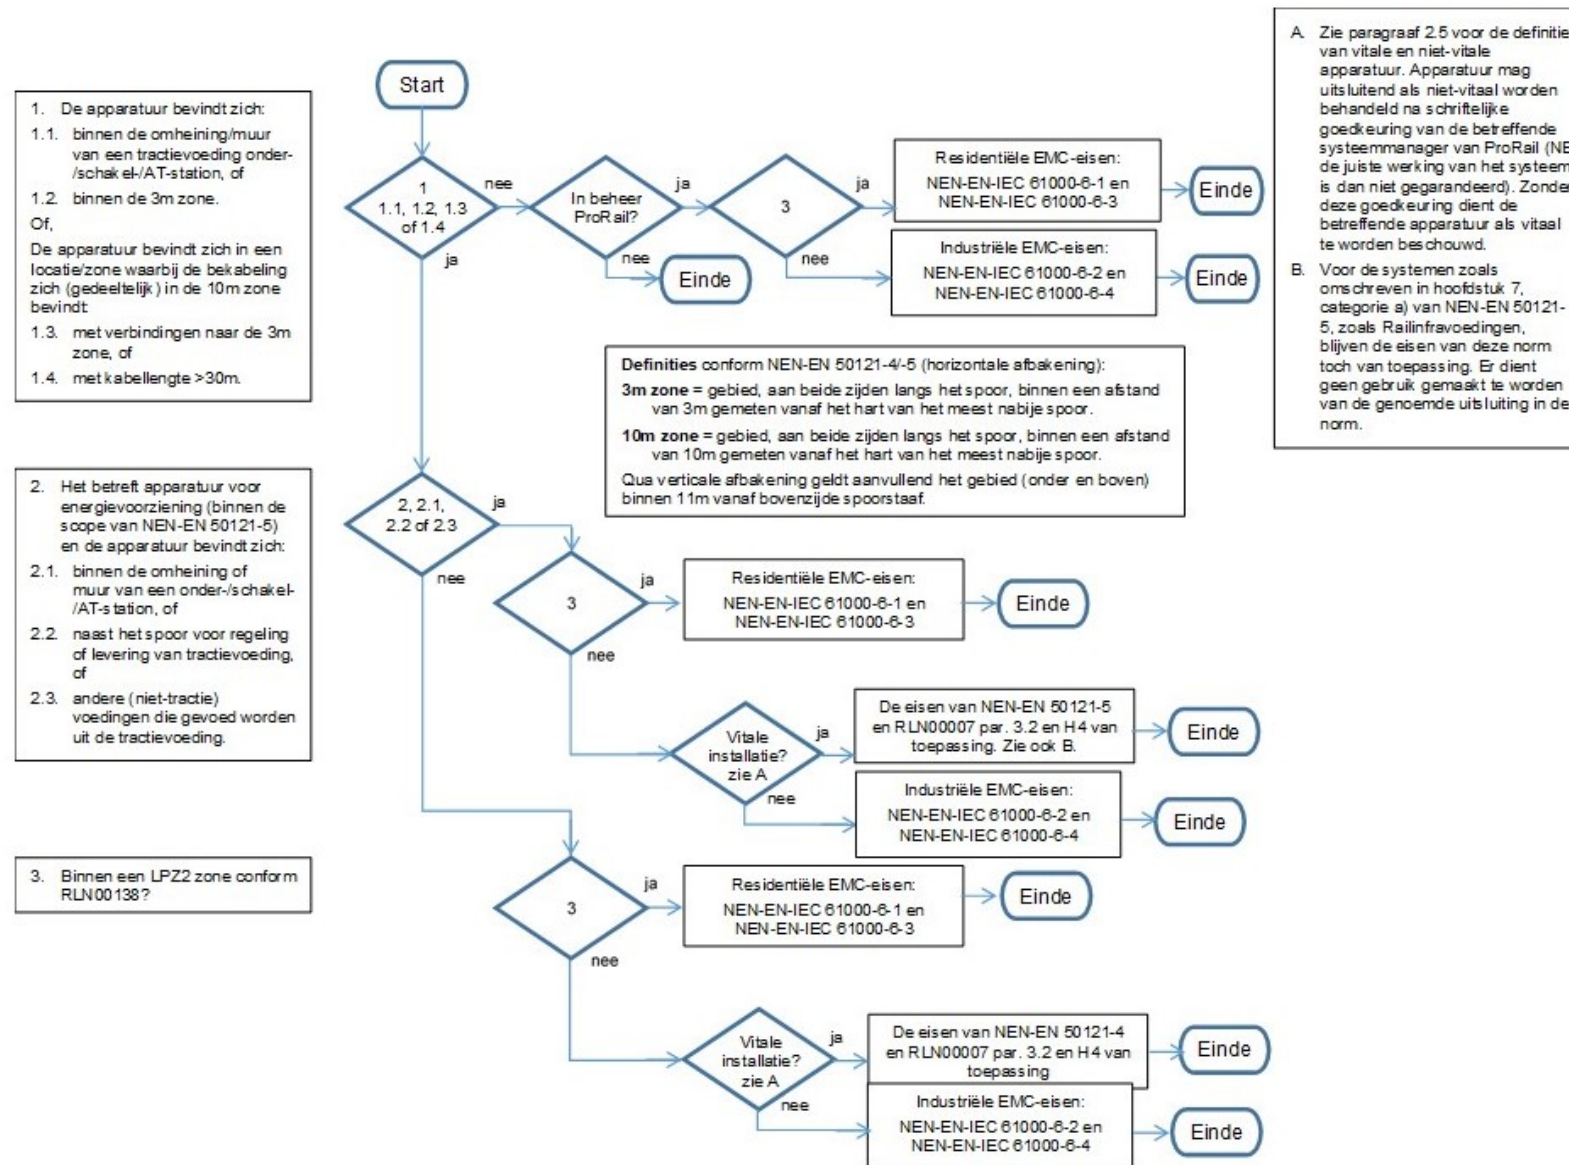 Start
1
1.1, 1.2, 1.3
of 1.4
nee
ja
In beheer
ProRail?
ja
nee
Einde
3
ja
nee
Residentiële EMC-eisen:
NEN-EN-IEC 61000-6-1 en
NEN-EN-IEC 61000-6-3
Einde
Industriële EMC-eisen:
NEN-EN-IEC 61000-6-2 en
NEN-EN-IEC 61000-6-4
Einde
1. De apparatuur bevindt zich:
1.1. binnen de omheining/muur
van een tractievoeding onder-
/schakel-/AT-station, of
1.2. binnen de 3m zone.
Of,
De apparatuur bevindt zich in een
locatie/zone waarbij de bekabeling
zich (gedeeltelijk) in de 10m zone
bevindt:
1.3. met verbindingen naar de 3m
zone, of
1.4. met kabellengte >30m.
A. Zie paragraaf 2.5 voor de definitie
van vitale en niet-vitale
apparatuur. Apparatuur mag
uitsluitend als niet-vitaal worden
behandeld na schriftelijke
goedkeuring van de betreffende
systeemmanager van ProRail (NE
de juiste werking van het systeem
is dan niet gegarandeerd). Zonde
deze goedkeuring dient de
betreffende apparatuur als vitaal
te worden beschouwd.
B. Voor de systemen zoals
omschreven in hoofdstuk 7,
categorie a) van NEN-EN 50121-
5, zoals Railinfravoedingen,
blijven de eisen van deze norm
toch van toepassing. Er dient
geen gebruik gemaakt te worden
van de genoemde uitsluiting in de
norm.
Definities conform NEN-EN 50121-4/-5 (horizontale afbakening):
3m zone = gebied, aan beide zijden langs het spoor, binnen een afstand
van 3m gemeten vanaf het hart van het meest nabije spoor.
10m zone = gebied, aan beide zijden langs het spoor, binnen een afstand
van 10m gemeten vanaf het hart van het meest nabije spoor.
Qua verticale afbakening geldt aanvullend het gebied (onder en boven)
binnen 11m vanaf bovenzijde spoorstaaf.
2. Het betreft apparatuur voor
energievoorziening (binnen de
scope van NEN-EN 50121-5)
en de apparatuur bevindt zich:
2.1. binnen de omheining of
muur van een onder-/schakel-
/AT-station, of
2.2. naast het spoor voor regeling
of levering van tractievoeding,
of
2.3. andere (niet-tractie)
voedingen die gevoed worden
uit de tractievoeding.
2, 2.1,
2.2 of 2.3
ja
nee
3
ja
nee
Residentiële EMC-eisen:
NEN-EN-IEC 61000-6-1 en
NEN-EN-IEC 61000-6-3
Einde
Vitale
installatie?
zie A
ja
nee
De eisen van NEN-EN 50121-5
en RLN00007 par. 3.2 en H4 van
toepassing. Zie ook B.
Einde
Industriële EMC-eisen:
NEN-EN-IEC 61000-6-2 en
NEN-EN-IEC 61000-6-4
Einde
3. Binnen een LPZ2 zone conform
RLN00138?
3
ja
nee
Residentiële EMC-eisen:
NEN-EN-IEC 61000-6-1 en
NEN-EN-IEC 61000-6-3
Einde
Vitale
installatie?
zie A
ja
nee
De eisen van NEN-EN 50121-4
en RLN00007 par. 3.2 en H4 van
toepassing
Einde
Industriële EMC-eisen:
NEN-EN-IEC 61000-6-2 en
NEN-EN-IEC 61000-6-4
Einde